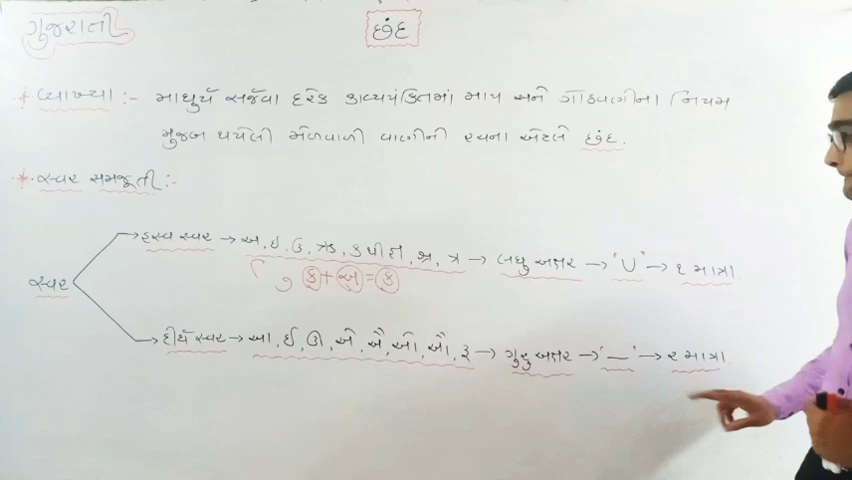 ગુજરાતી
છંદ
* વ્યાખ્યા :- માધુર્ય સર્જવા દરેક કાવ્યપંક્તિમાં માપ અને ગોઠવણીના નિયમ
મુજબ થયેલી મેળવાળી વાણીની રચના એટલે છંદ.
* સ્વર સમજૂતી :-
હ્રસ્વ સ્વર → અ, ઇ, ઉ, ઋ, ક થી જ્ઞ, શ્ર, ત્ર → લઘુ અક્ષર → 'U' → ૧ માત્રા.
ક + અ = ક
સ્વર
દીર્ઘ સ્વર → આ, ઈ, ઊ, એ, ઐ, ઓ, ઔ, રૂ → ગુરુ અક્ષર → '—' → ૨ માત્રા.